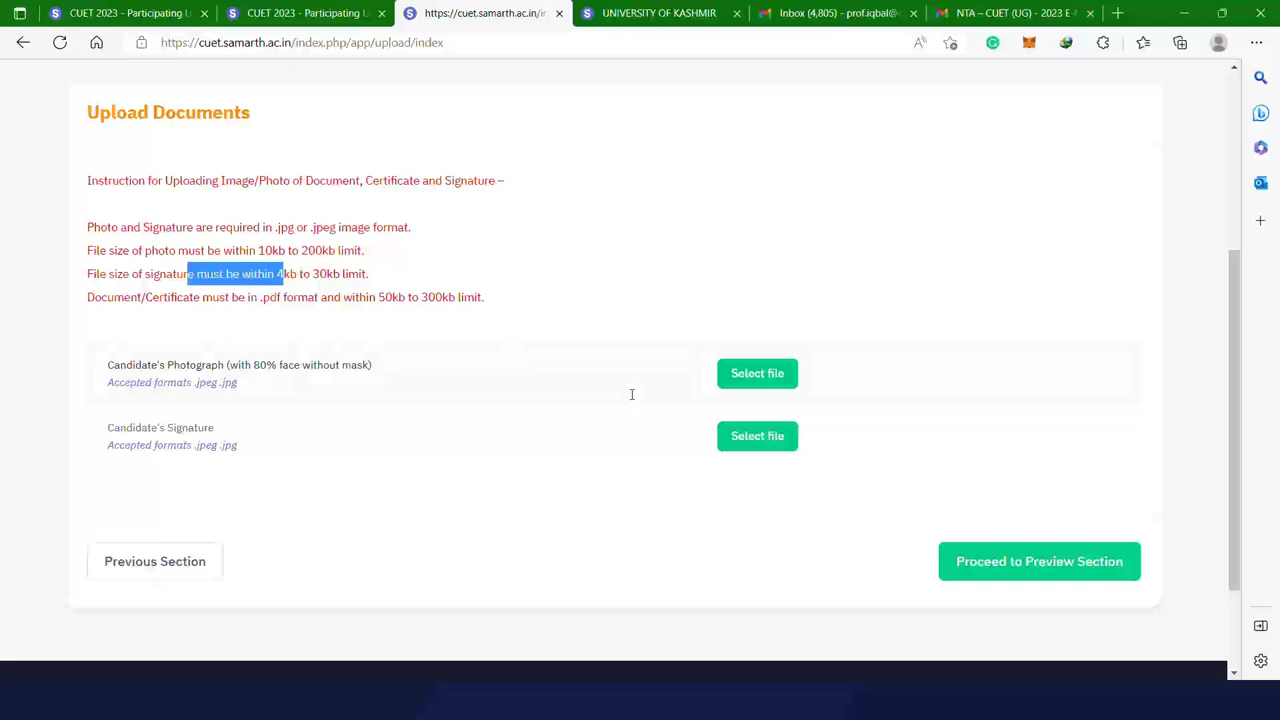 CUET 2023 - Participating U
CUET 2023 - Participating U
https://cuet.samarth.ac.in/in
UNIVERSITY OF KASHMIR
Inbox (4,805) - prof.iqbal@
NTA – CUET (UG) - 2023 E-
https://cuet.samarth.ac.in/index.php/app/upload/index
Upload Documents
Instruction for Uploading Image/Photo of Document, Certificate and Signature –
Photo and Signature are required in .jpg or .jpeg image format.
File size of photo must be within 10kb to 200kb limit.
File size of signature must be within 4kb to 30kb limit.
Document/Certificate must be in .pdf format and within 50kb to 300kb limit.
Candidate's Photograph (with 80% face without mask)
Accepted formats .jpeg .jpg
Select file
Candidate's Signature
Accepted formats .jpeg .jpg
Select file
Previous Section
Proceed to Preview Section